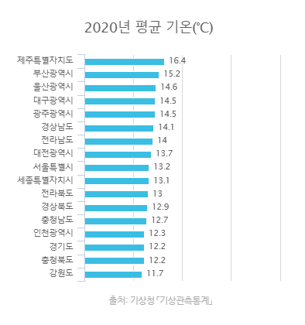 2020년 평균 기온(℃)
제주특별자치도 16.4
부산광역시 15.2
울산광역시 14.6
대구광역시 14.5
광주광역시 14.5
경상남도 14.1
전라남도 14
대전광역시 13.7
서울특별시 13.2
세종특별자치시 13.1
전라북도 13
경상북도 12.9
충청남도 12.7
인천광역시 12.3
경기도 12.2
충청북도 12.2
강원도 11.7
출처: 기상청 「기상관측통계」